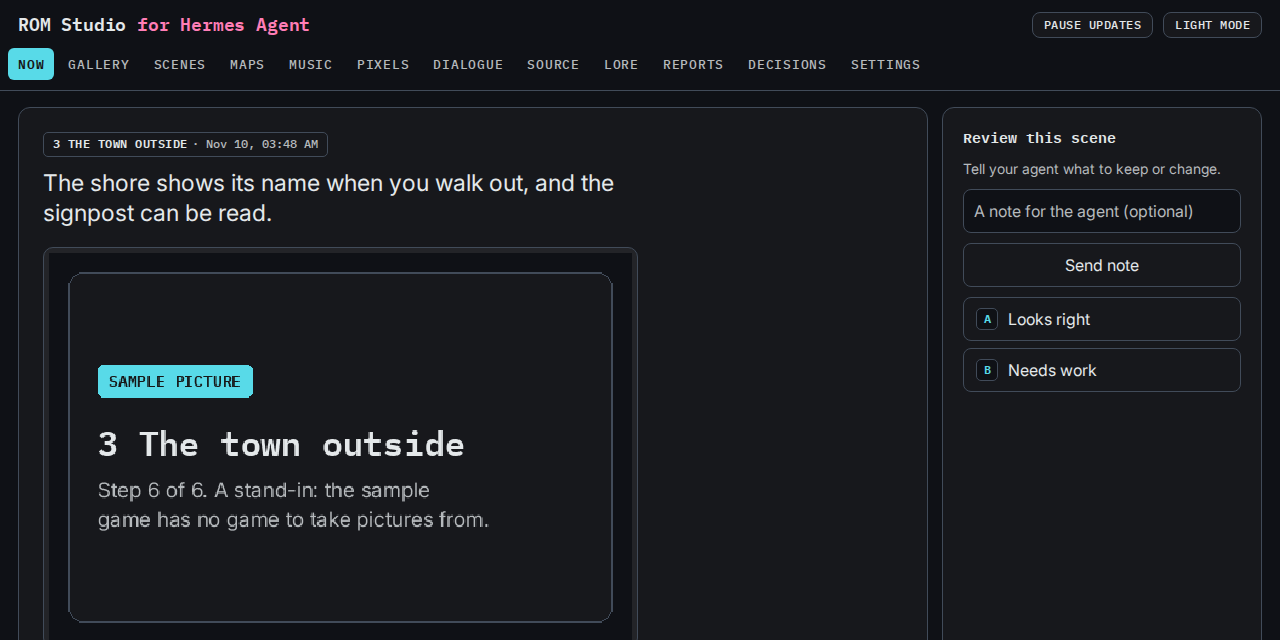 ROM Studio for Hermes Agent
PAUSE UPDATES
LIGHT MODE
NOW
GALLERY
SCENES
MAPS
MUSIC
PIXELS
DIALOGUE
SOURCE
LORE
REPORTS
DECISIONS
SETTINGS
3 THE TOWN OUTSIDE · Nov 10, 03:48 AM
The shore shows its name when you walk out, and the
signpost can be read.
SAMPLE PICTURE
3 The town outside
Step 6 of 6. A stand-in: the sample
game has no game to take pictures from.
Review this scene
Tell your agent what to keep or change.
A note for the agent (optional)
Send note
A Looks right
B Needs work